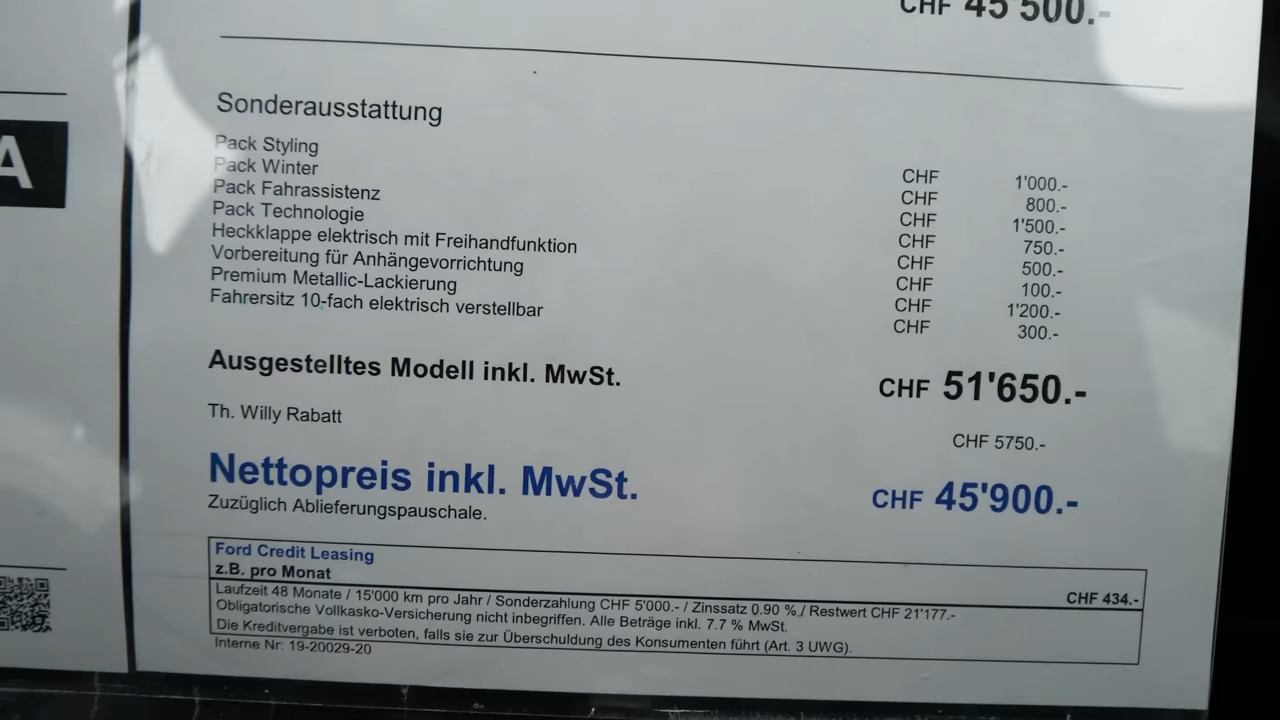 CHF 45'500.-
A
Sonderausstattung
Pack Styling CHF 1'000.-
Pack Winter CHF 800.-
Pack Fahrassistenz CHF 1'500.-
Pack Technologie CHF 750.-
Heckklappe elektrisch mit Freihandfunktion CHF 500.-
Vorbereitung für Anhängevorrichtung CHF 100.-
Premium Metallic-Lackierung CHF 1'200.-
Fahrersitz 10-fach elektrisch verstellbar CHF 300.-
Ausgestelltes Modell inkl. MwSt. CHF 51'650.-
Th. Willy Rabatt CHF 5750.-
Nettopreis inkl. MwSt. CHF 45'900.-
Zuzüglich Ablieferungspauschale.
Ford Credit Leasing
z.B. pro Monat CHF 434.-
Laufzeit 48 Monate / 15'000 km pro Jahr / Sonderzahlung CHF 5'000.- / Zinssatz 0.90 % / Restwert CHF 21'177.-
Obligatorische Vollkasko-Versicherung nicht inbegriffen. Alle Beträge inkl. 7.7 % MwSt.
Die Kreditvergabe ist verboten, falls sie zur Überschuldung des Konsumenten führt (Art. 3 UWG).
Interne Nr: 19-20029-20